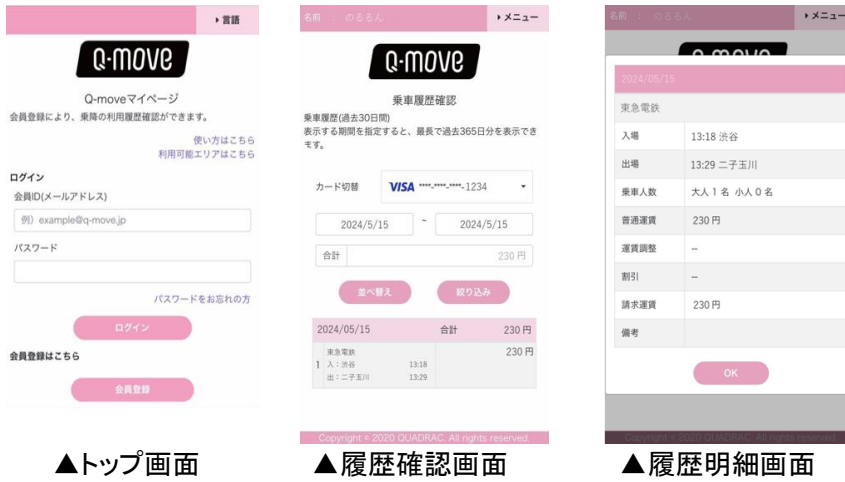 ▸ 言語
Q-move
Q-moveマイページ
会員登録により、乗降の利用履歴確認ができます。
使い方はこちら
利用可能エリアはこちら
ログイン
会員ID(メールアドレス)
例）example@q-move.jp
パスワード
パスワードをお忘れの方
ログイン
会員登録はこちら
会員登録
▲トップ画面
名前 : のるるん
▸ メニュー
Q-move
乗車履歴確認
乗車履歴(過去30日間)
表示する期間を指定すると、最長で過去365日分を表示でき
ます。
カード切替 VISA ****-****-****-1234
2024/5/15 ~ 2024/5/15
合計 230 円
並べ替え 絞り込み
2024/05/15 合計 230 円
東急電鉄 230 円
1 入：渋谷 13:18
出：二子玉川 13:29
Copyright © 2020 QUADRAC. All rights reserved.
▲履歴確認画面
名前 : のるるん
▸ メニュー
Q-move
2024/05/15
東急電鉄
入場 13:18 渋谷
出場 13:29 二子玉川
乗車人数 大人 1 名 小人 0 名
普通運賃 230 円
運賃調整 --
割引 --
請求運賃 230 円
備考
OK
Copyright © 2020 QUADRAC. All rights reserved.
▲履歴明細画面